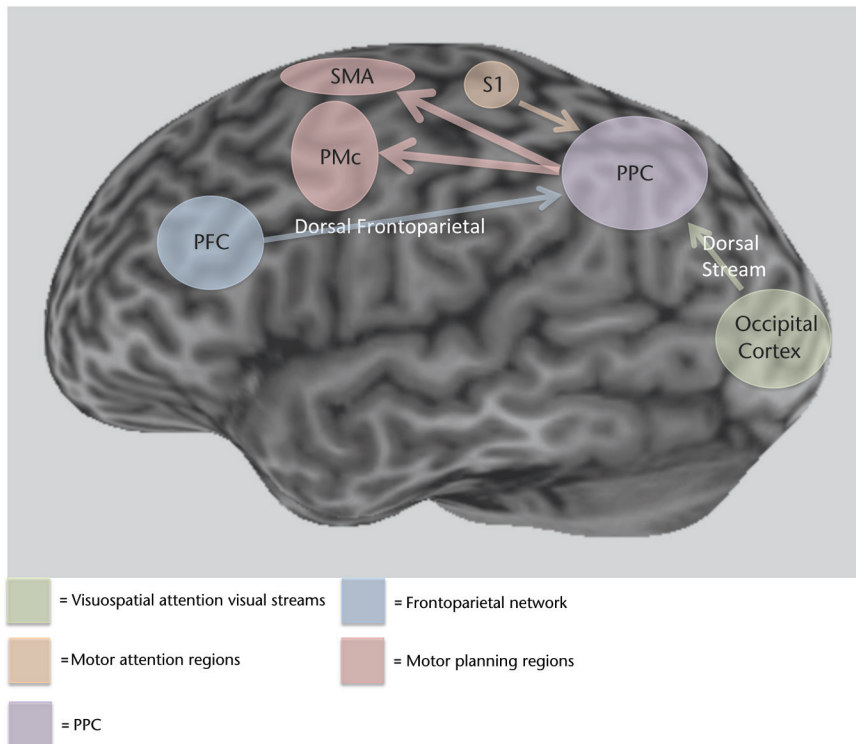 SMA
S1
PMc
PPC
Dorsal Frontoparietal
PFC
Dorsal
Stream
Occipital
Cortex
= Visuospatial attention visual streams
= Frontoparietal network
=Motor attention regions
= Motor planning regions
= PPC